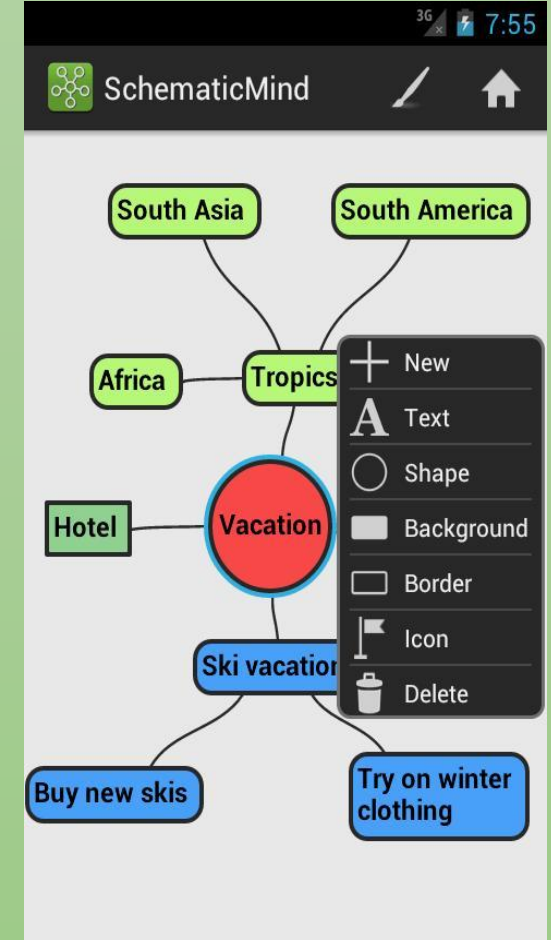 3G 7:55
SchematicMind
South Asia
South America
Africa
Tropics
New
Text
Shape
Background
Border
Icon
Delete
Hotel
Vacation
Ski vacation
Buy new skis
Try on winter
clothing